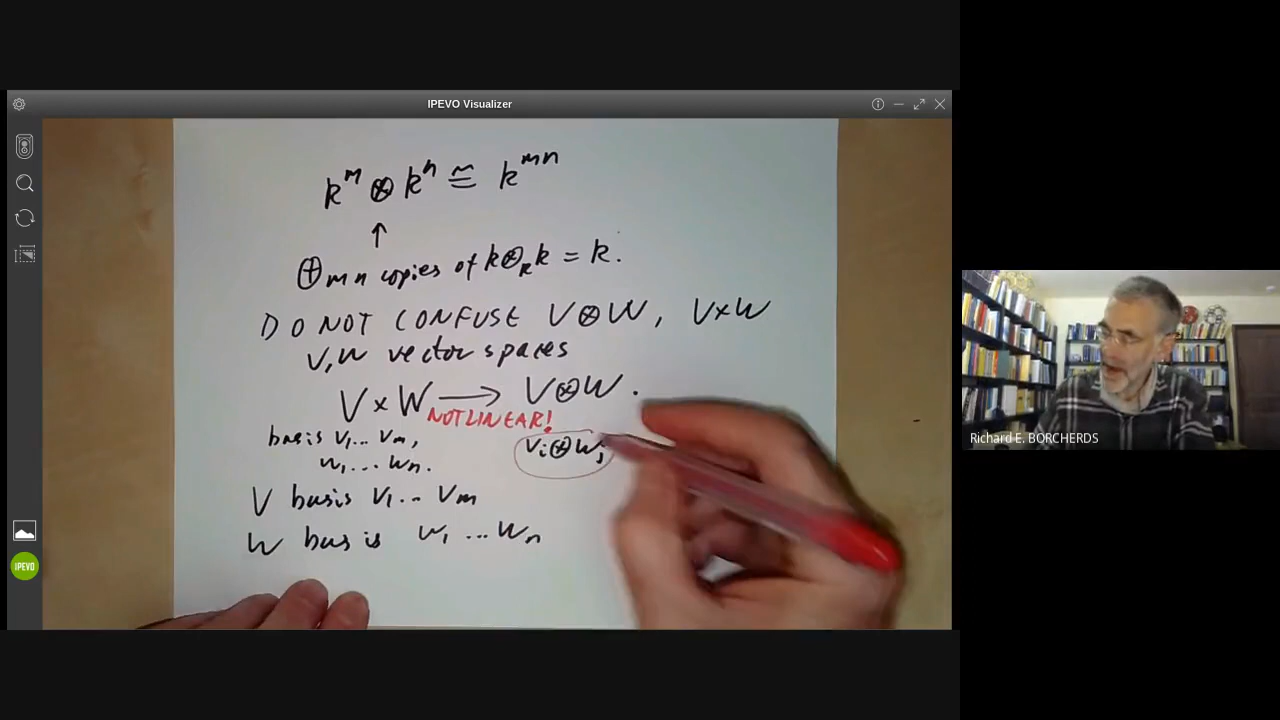 IPEVO Visualizer
k^m ⊗ k^n ≅ k^mn
↑
⊕ mn copies of k⊗_k k = k.
DO NOT CONFUSE V⊗W, V×W
V,W vector spaces
V × W ⟶ V⊗W.
NOT LINEAR!
basis v₁... vₘ,
w₁... wₙ.
vᵢ⊕wⱼ
V basis v₁... vₘ
W basis w₁ ... wₙ
IPEVO
Richard E. BORCHERDS